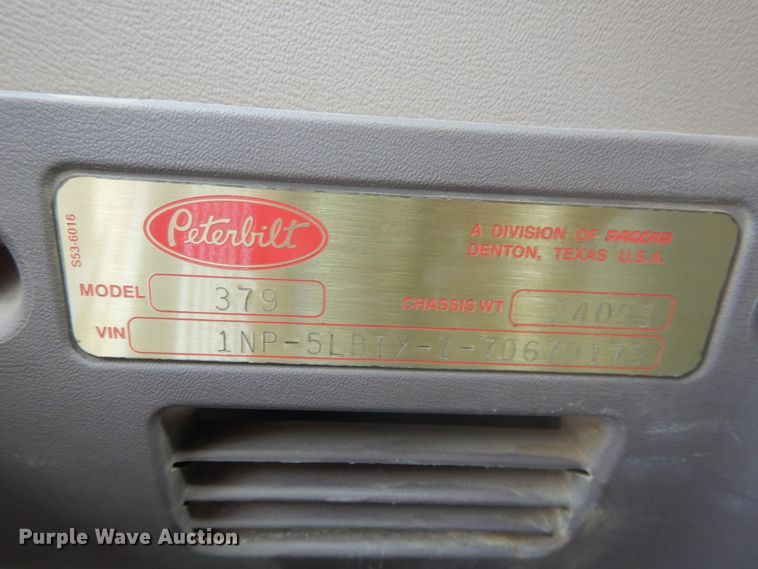 S53-6016
Peterbilt
A DIVISION OF PACCAR
DENTON, TEXAS U.S.A.
MODEL 379
CHASSIS WT 24093
VIN 1NP-5LBTX-1-7D679175
Purple Wave Auction